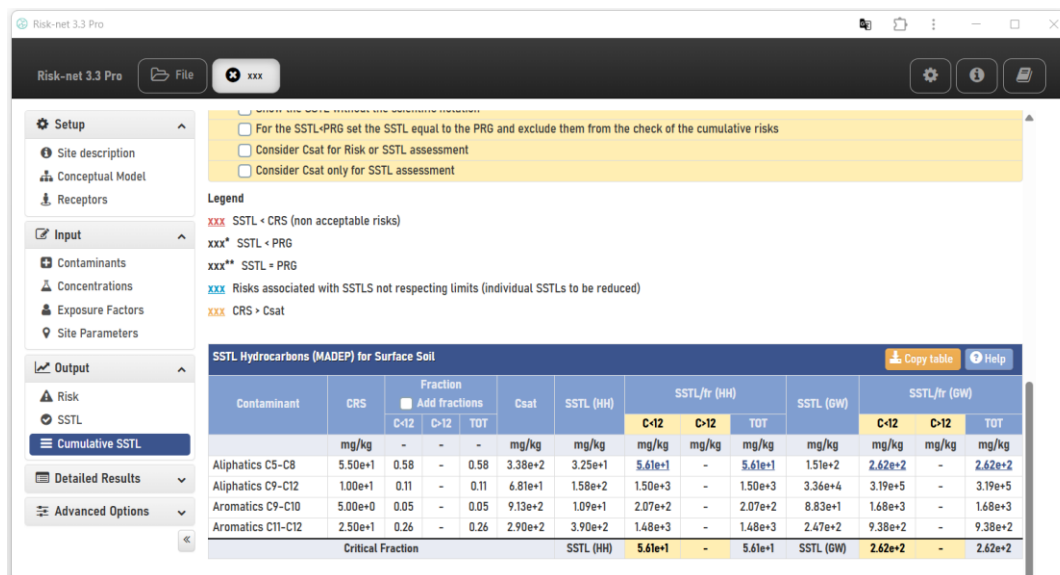 Risk-net 3.3 Pro
Risk-net 3.3 Pro File xxx
Setup
Site description
Conceptual Model
Receptors
Input
Contaminants
Concentrations
Exposure Factors
Site Parameters
Output
Risk
SSTL
Cumulative SSTL
Detailed Results
Advanced Options
«
Show the SSTL without the scientific notation
For the SSTL<PRG set the SSTL equal to the PRG and exclude them from the check of the cumulative risks
Consider Csat for Risk or SSTL assessment
Consider Csat only for SSTL assessment
Legend
xxx SSTL < CRS (non acceptable risks)
xxx* SSTL < PRG
xxx** SSTL = PRG
xxx Risks associated with SSTLS not respecting limits (individual SSTLs to be reduced)
xxx CRS > Csat
SSTL Hydrocarbons (MADEP) for Surface Soil Copy table Help
Contaminant CRS Fraction Add fractions Csat SSTL (HH) SSTL/fr (HH) SSTL (GW) SSTL/fr (GW)
C<12 C>12 TOT C<12 C>12 TOT C<12 C>12 TOT
mg/kg - - - mg/kg mg/kg mg/kg mg/kg mg/kg mg/kg mg/kg mg/kg mg/kg
Aliphatics C5-C8 5.50e+1 0.58 - 0.58 3.38e+2 3.25e+1 5.61e+1 - 5.61e+1 1.51e+2 2.62e+2 - 2.62e+2
Aliphatics C9-C12 1.00e+1 0.11 - 0.11 6.81e+1 1.58e+2 1.50e+3 - 1.50e+3 3.36e+4 3.19e+5 - 3.19e+5
Aromatics C9-C10 5.00e+0 0.05 - 0.05 9.13e+2 1.09e+1 2.07e+2 - 2.07e+2 8.83e+1 1.68e+3 - 1.68e+3
Aromatics C11-C12 2.50e+1 0.26 - 0.26 2.90e+2 3.90e+2 1.48e+3 - 1.48e+3 2.47e+2 9.38e+2 - 9.38e+2
Critical Fraction SSTL (HH) 5.61e+1 - 5.61e+1 SSTL (GW) 2.62e+2 - 2.62e+2